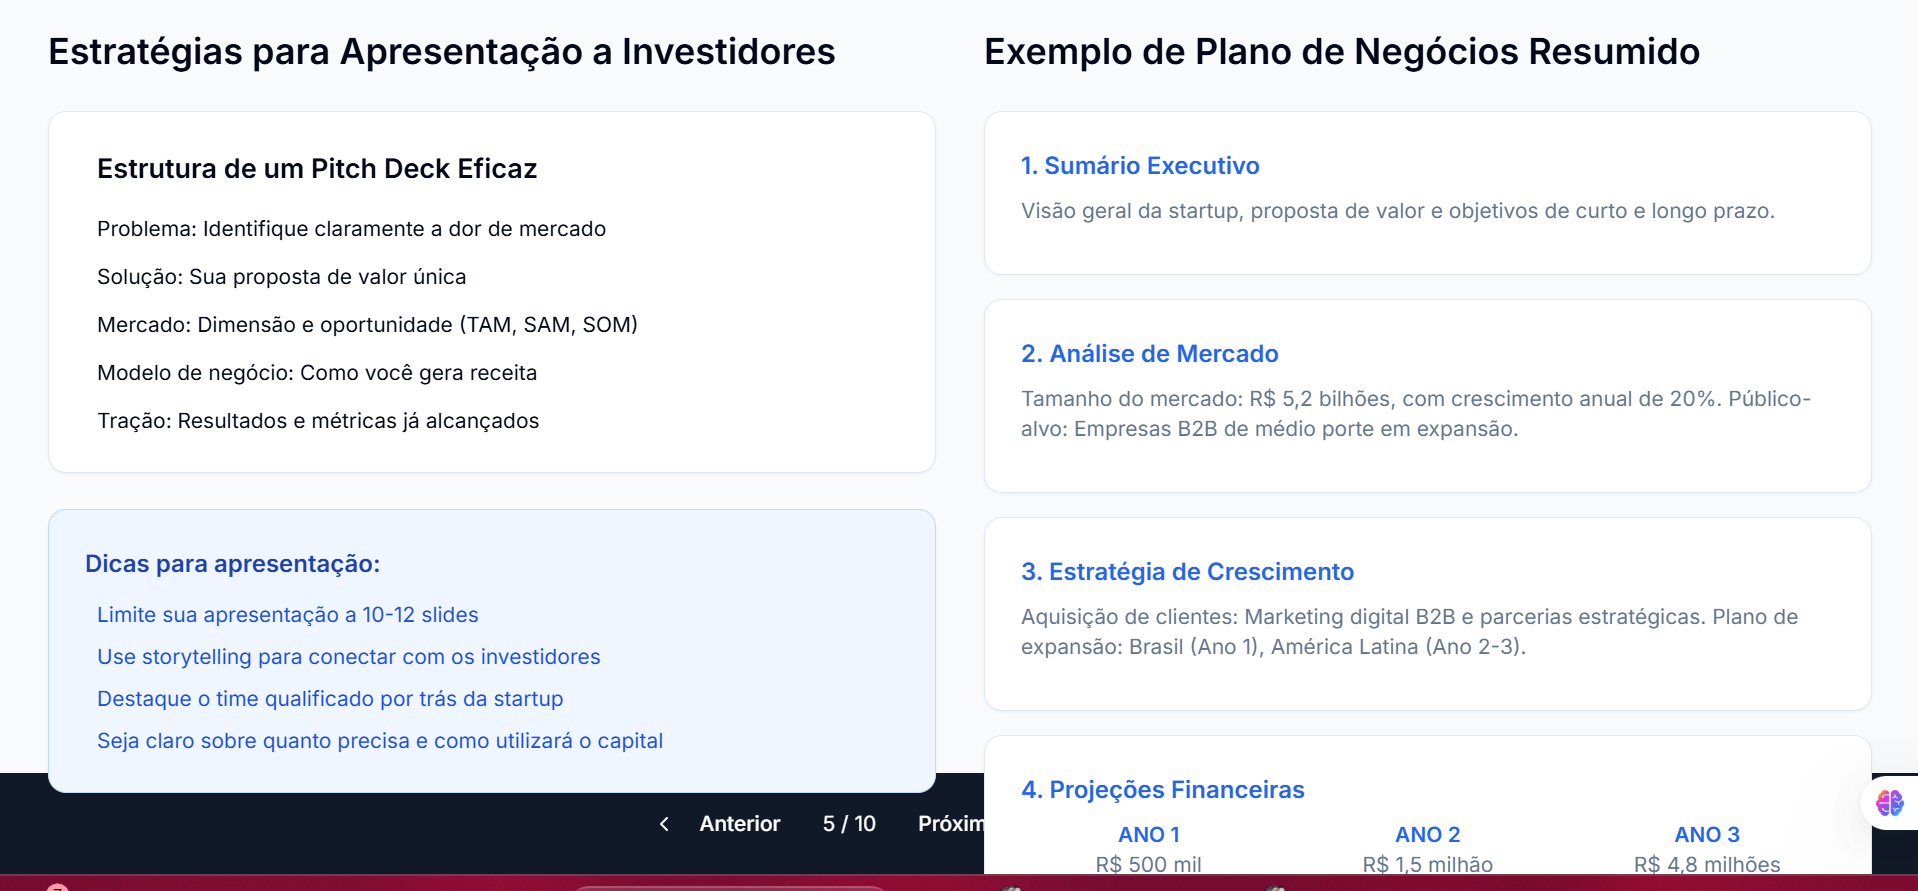 Estratégias para Apresentação a Investidores
Estrutura de um Pitch Deck Eficaz
Problema: Identifique claramente a dor de mercado
Solução: Sua proposta de valor única
Mercado: Dimensão e oportunidade (TAM, SAM, SOM)
Modelo de negócio: Como você gera receita
Tração: Resultados e métricas já alcançados
Dicas para apresentação:
Limite sua apresentação a 10-12 slides
Use storytelling para conectar com os investidores
Destaque o time qualificado por trás da startup
Seja claro sobre quanto precisa e como utilizará o capital
Exemplo de Plano de Negócios Resumido
1. Sumário Executivo
Visão geral da startup, proposta de valor e objetivos de curto e longo prazo.
2. Análise de Mercado
Tamanho do mercado: R$ 5,2 bilhões, com crescimento anual de 20%. Público-
alvo: Empresas B2B de médio porte em expansão.
3. Estratégia de Crescimento
Aquisição de clientes: Marketing digital B2B e parcerias estratégicas. Plano de
expansão: Brasil (Ano 1), América Latina (Ano 2-3).
4. Projeções Financeiras
ANO 1 ANO 2 ANO 3
R$ 500 mil R$ 1,5 milhão R$ 4,8 milhões
Anterior 5 / 10 Próxim